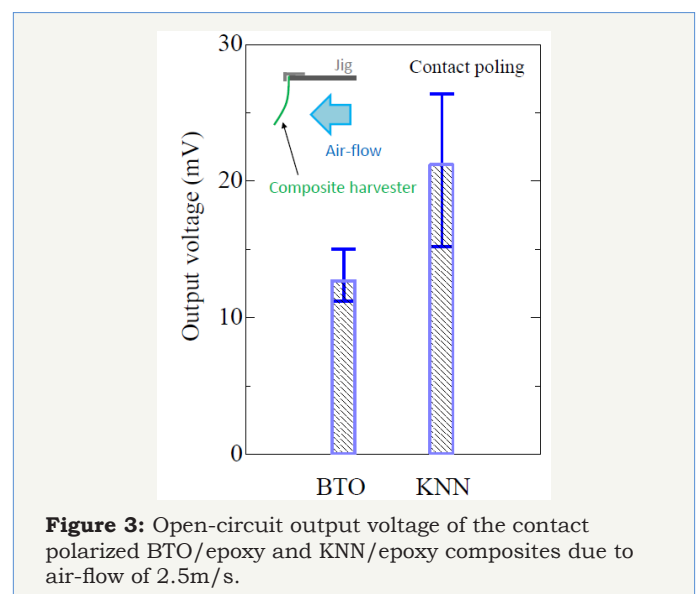 30
Jig
Contact poling
Air-flow
Composite harvester
20
Output voltage (mV)
10
0
BTO KNN
Figure 3: Open-circuit output voltage of the contact
polarized BTO/epoxy and KNN/epoxy composites due to
air-flow of 2.5m/s.